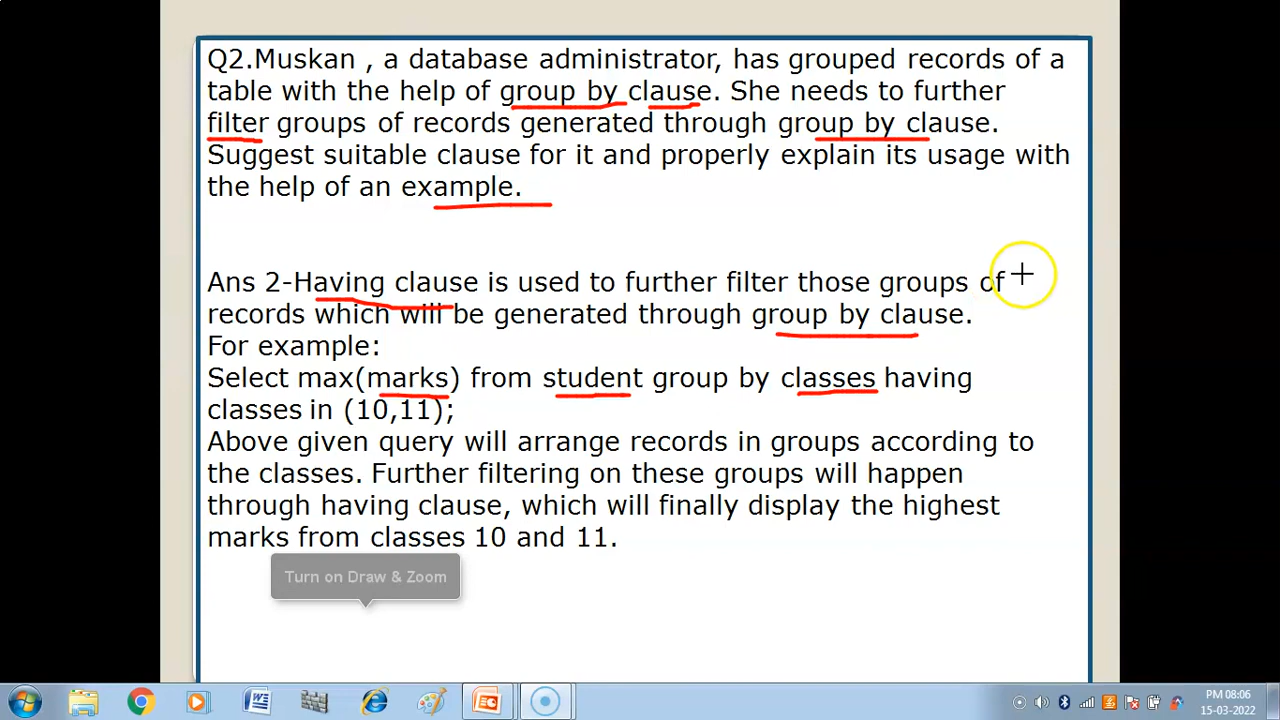 Q2.Muskan , a database administrator, has grouped records of a
table with the help of group by clause. She needs to further
filter groups of records generated through group by clause.
Suggest suitable clause for it and properly explain its usage with
the help of an example.
Ans 2-Having clause is used to further filter those groups of
records which will be generated through group by clause.
For example:
Select max(marks) from student group by classes having
classes in (10,11);
Above given query will arrange records in groups according to
the classes. Further filtering on these groups will happen
through having clause, which will finally display the highest
marks from classes 10 and 11.
Turn on Draw & Zoom
PM 08:06
15-03-2022